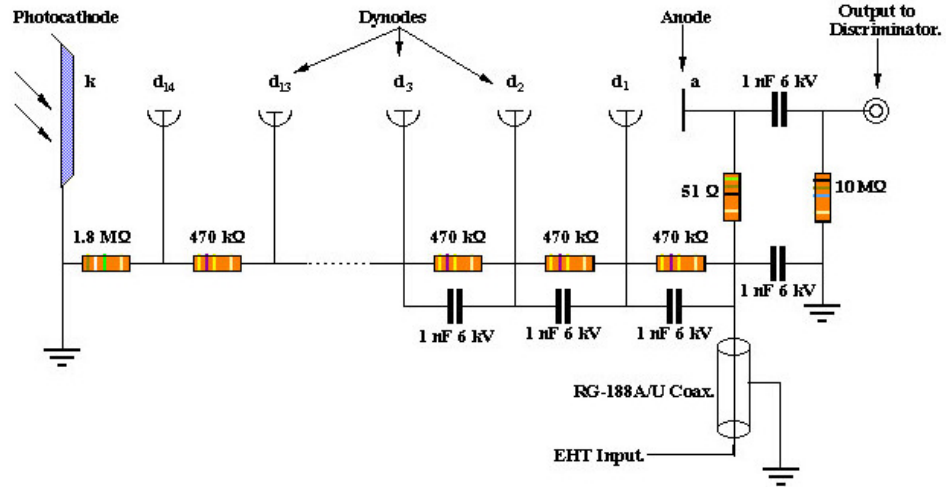 Photocathode
Dynodes
Anode
Output to
Discriminator.
k
d14
d13
d3
d2
d1
a
1 nF 6 kV
51 Ω
10 MΩ
1.8 MΩ
470 kΩ
470 kΩ
470 kΩ
470 kΩ
1 nF 6 kV
1 nF 6 kV
1 nF 6 kV
1 nF 6 kV
RG-188A/U Coax.
EHT Input.